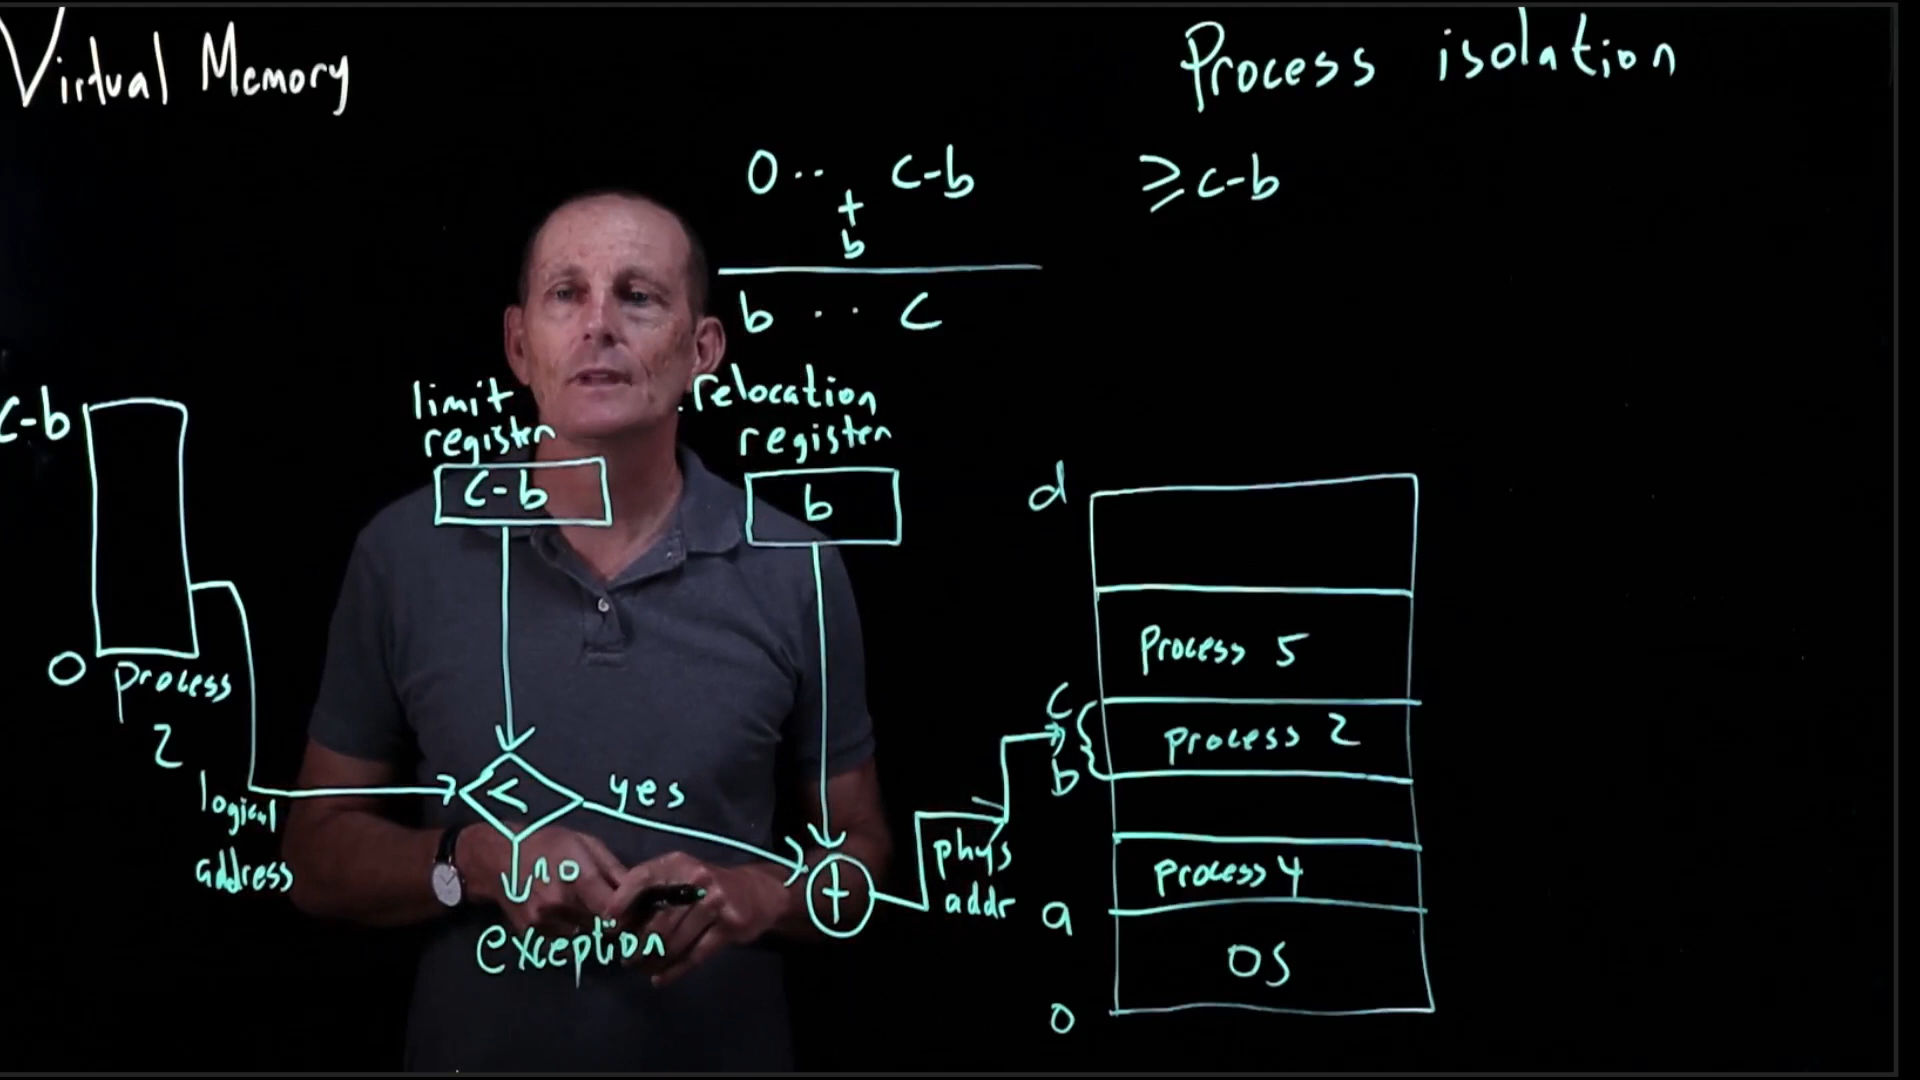 Virtual Memory
Process isolation
0.. c-b
+
b
b .. c
≥ c-b
c-b
0
process
2
logical
address
limit
register
c-b
relocation
register
b
<
yes
no
exception
+
phys
addr
d
process 5
c
process 2
b
process 4
a
OS
0